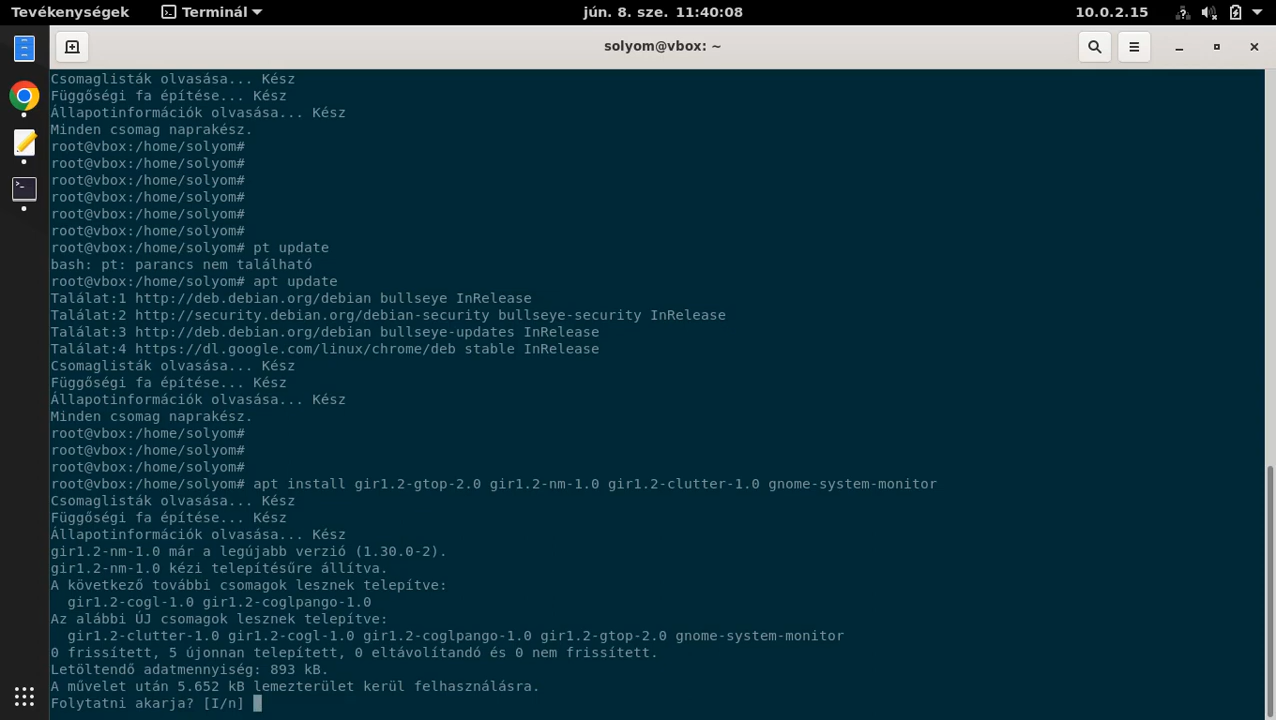 Tevékenységek Terminál jún. 8. sze. 11:40:08 10.0.2.15
solyom@vbox: ~
Csomaglisták olvasása... Kész
Függőségi fa építése... Kész
Állapotinformációk olvasása... Kész
Minden csomag naprakész.
root@vbox:/home/solyom#
root@vbox:/home/solyom#
root@vbox:/home/solyom#
root@vbox:/home/solyom#
root@vbox:/home/solyom#
root@vbox:/home/solyom#
root@vbox:/home/solyom# pt update
bash: pt: parancs nem található
root@vbox:/home/solyom# apt update
Találat:1 http://deb.debian.org/debian bullseye InRelease
Találat:2 http://security.debian.org/debian-security bullseye-security InRelease
Találat:3 http://deb.debian.org/debian bullseye-updates InRelease
Találat:4 https://dl.google.com/linux/chrome/deb stable InRelease
Csomaglisták olvasása... Kész
Függőségi fa építése... Kész
Állapotinformációk olvasása... Kész
Minden csomag naprakész.
root@vbox:/home/solyom#
root@vbox:/home/solyom#
root@vbox:/home/solyom#
root@vbox:/home/solyom# apt install gir1.2-gtop-2.0 gir1.2-nm-1.0 gir1.2-clutter-1.0 gnome-system-monitor
Csomaglisták olvasása... Kész
Függőségi fa építése... Kész
Állapotinformációk olvasása... Kész
gir1.2-nm-1.0 már a legújabb verzió (1.30.0-2).
gir1.2-nm-1.0 kézi telepítésűre állítva.
A következő további csomagok lesznek telepítve:
gir1.2-cogl-1.0 gir1.2-coglpango-1.0
Az alábbi ÚJ csomagok lesznek telepítve:
gir1.2-clutter-1.0 gir1.2-cogl-1.0 gir1.2-coglpango-1.0 gir1.2-gtop-2.0 gnome-system-monitor
0 frissített, 5 újonnan telepített, 0 eltávolítandó és 0 nem frissített.
Letöltendő adatmennyiség: 893 kB.
A művelet után 5.652 kB lemezterület kerül felhasználásra.
Folytatni akarja? [I/n]